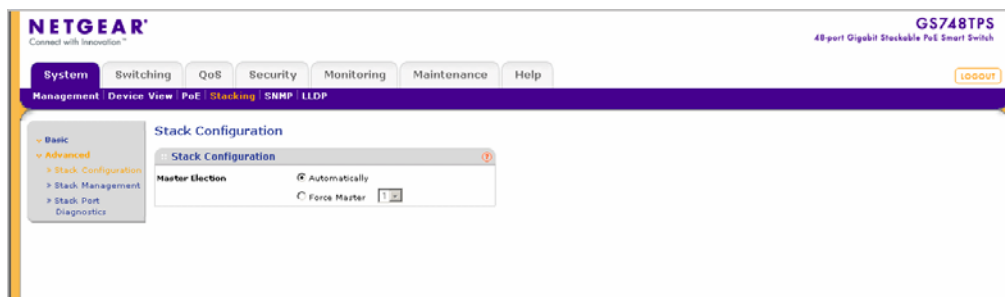 NETGEAR®
Connect with Innovation™
GS748TPS
48-port Gigabit Stackable PoE Smart Switch
System Switching QoS Security Monitoring Maintenance Help
LOGOUT
Management Device View PoE Stacking SNMP LLDP
Basic
Advanced
Stack Configuration
Stack Management
Stack Port
Diagnostics
Stack Configuration
Stack Configuration ?
Master Election Automatically
Force Master 1